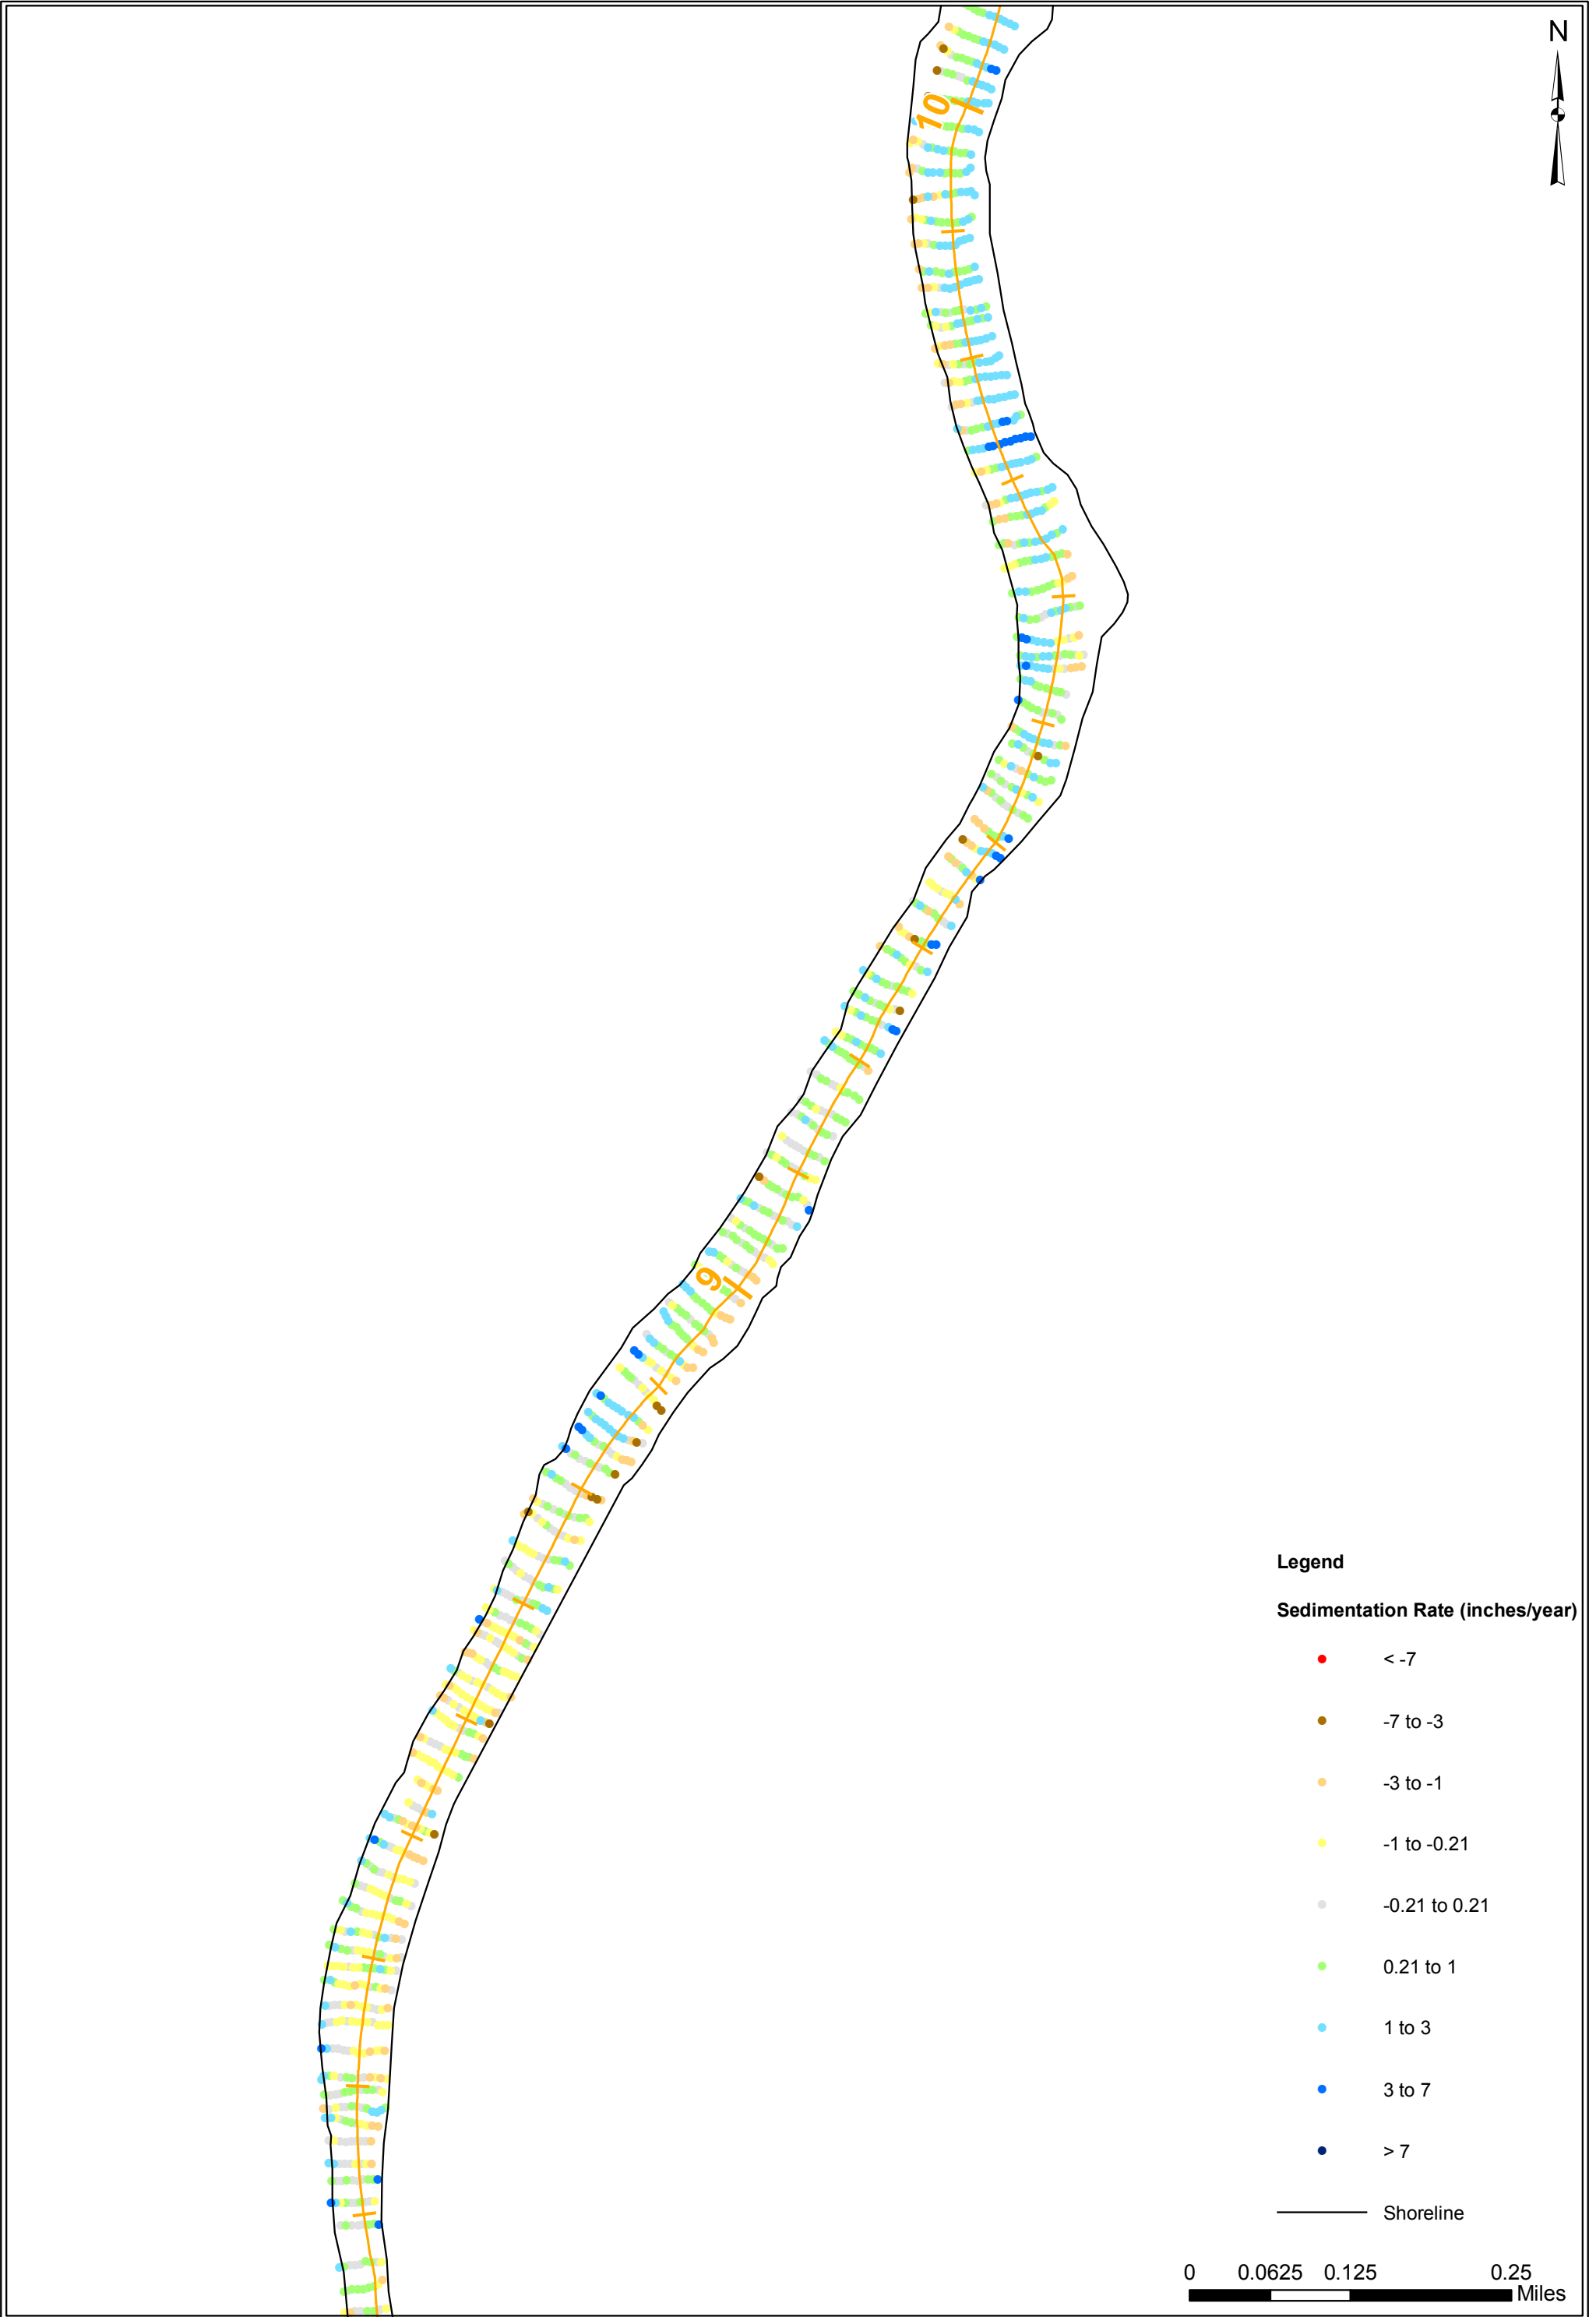 N
10
9
Legend
Sedimentation Rate (inches/year)
< -7
-7 to -3
-3 to -1
-1 to -0.21
-0.21 to 0.21
0.21 to 1
1 to 3
3 to 7
> 7
Shoreline
0 0.0625 0.125 0.25
Miles